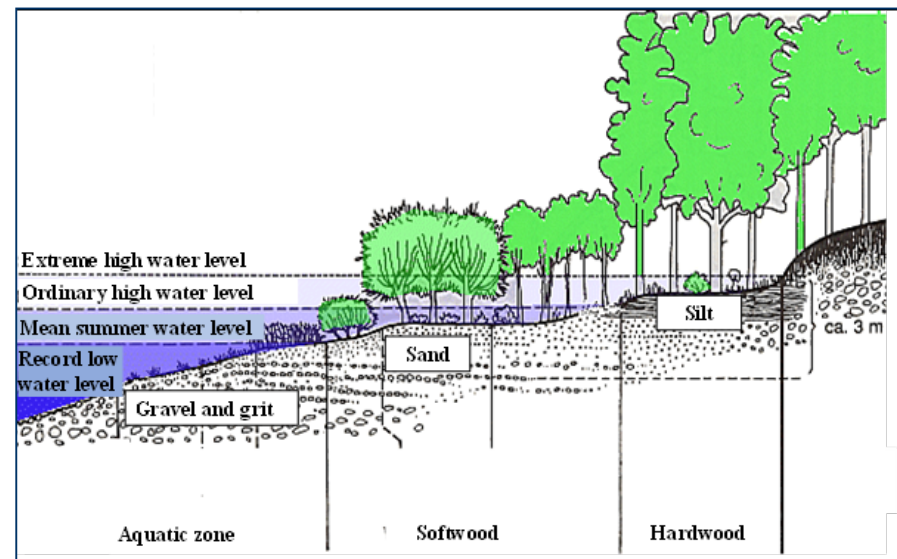 Extreme high water level
Ordinary high water level
Mean summer water level
Record low
water level
Silt
ca. 3 m
Sand
Gravel and grit
Aquatic zone
Softwood
Hardwood